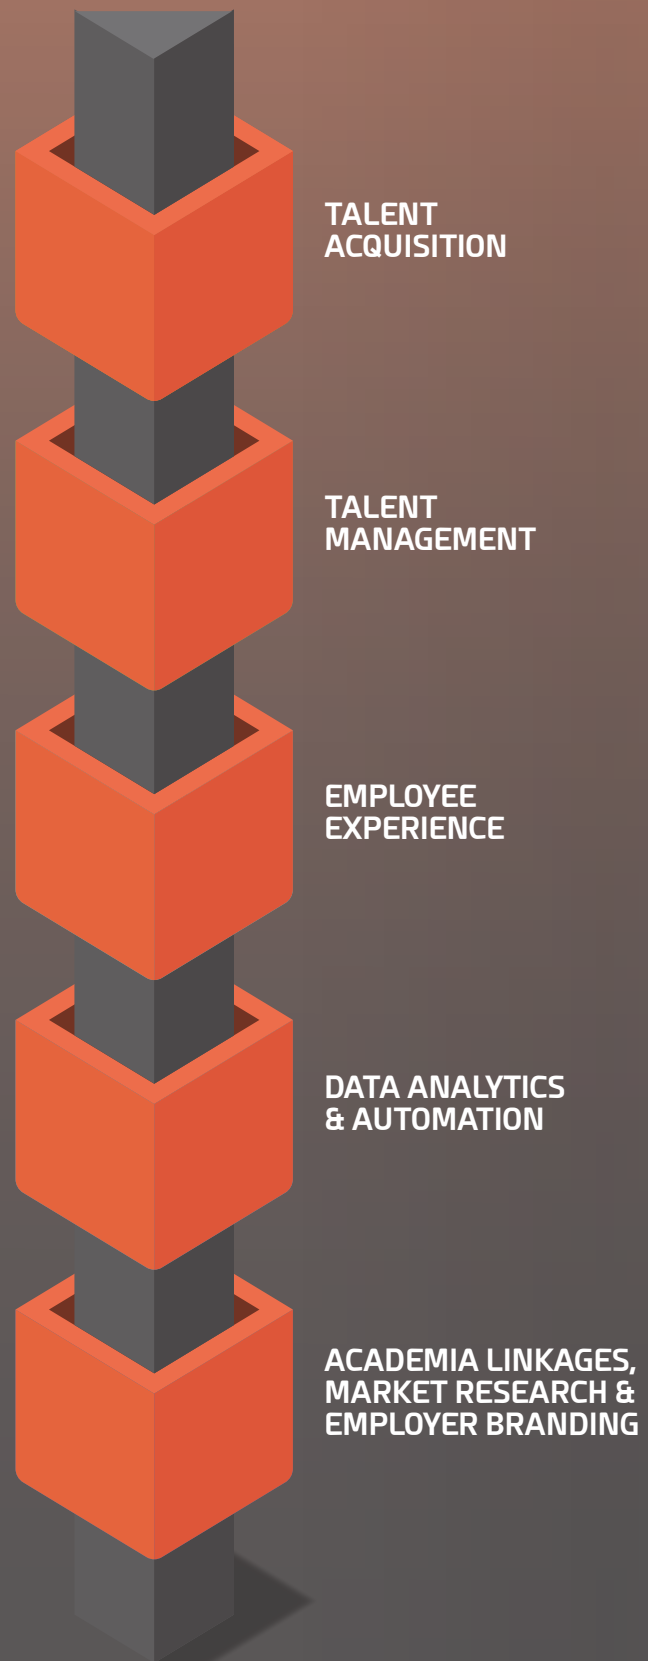 TALENT
ACQUISITION
TALENT
MANAGEMENT
EMPLOYEE
EXPERIENCE
DATA ANALYTICS
& AUTOMATION
ACADEMIA LINKAGES,
MARKET RESEARCH &
EMPLOYER BRANDING